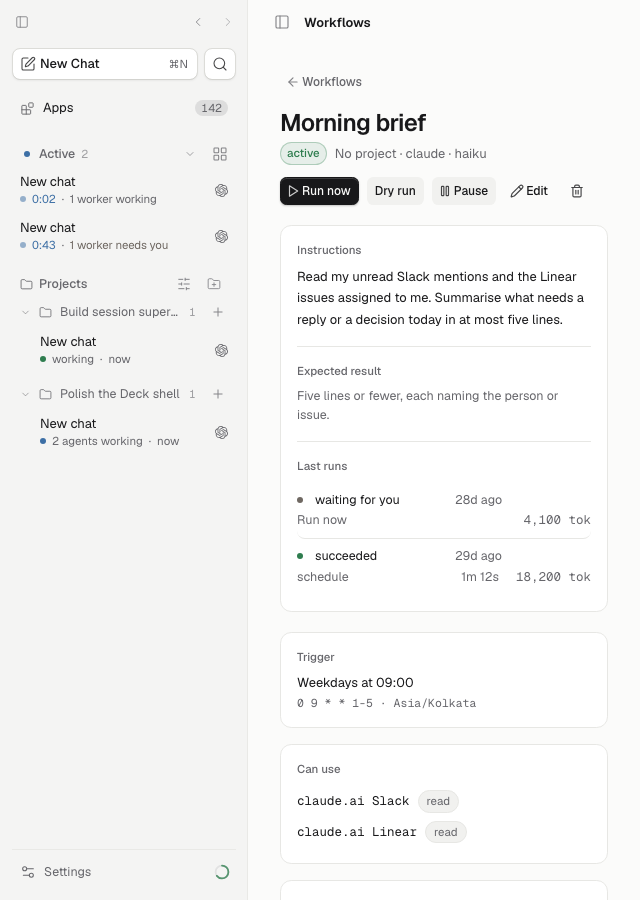 New Chat
⌘N
Apps
142
Active 2
New chat
0:02 · 1 worker working
New chat
0:43 · 1 worker needs you
Projects
Build session super… 1
New chat
working · now
Polish the Deck shell 1
New chat
2 agents working · now
Settings
Workflows
Workflows
Morning brief
active No project · claude · haiku
Run now Dry run Pause Edit
Instructions
Read my unread Slack mentions and the Linear
issues assigned to me. Summarise what needs a
reply or a decision today in at most five lines.
Expected result
Five lines or fewer, each naming the person or
issue.
Last runs
waiting for you 28d ago
Run now 4,100 tok
succeeded 29d ago
schedule 1m 12s 18,200 tok
Trigger
Weekdays at 09:00
0 9 * * 1-5 · Asia/Kolkata
Can use
claude.ai Slack read
claude.ai Linear read